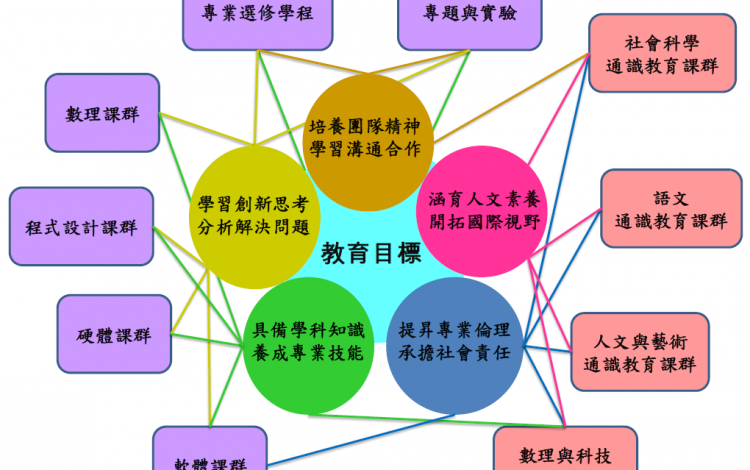 專業選修學程
專題與實驗
社會科學
通識教育課群
數理課群
培養團隊精神
學習溝通合作
學習創新思考
分析解決問題
涵育人文素養
開拓國際視野
程式設計課群
語文
通識教育課群
教育目標
硬體課群
具備學科知識
養成專業技能
提昇專業倫理
承擔社會責任
人文與藝術
通識教育課群
軟體課群
數理與科技